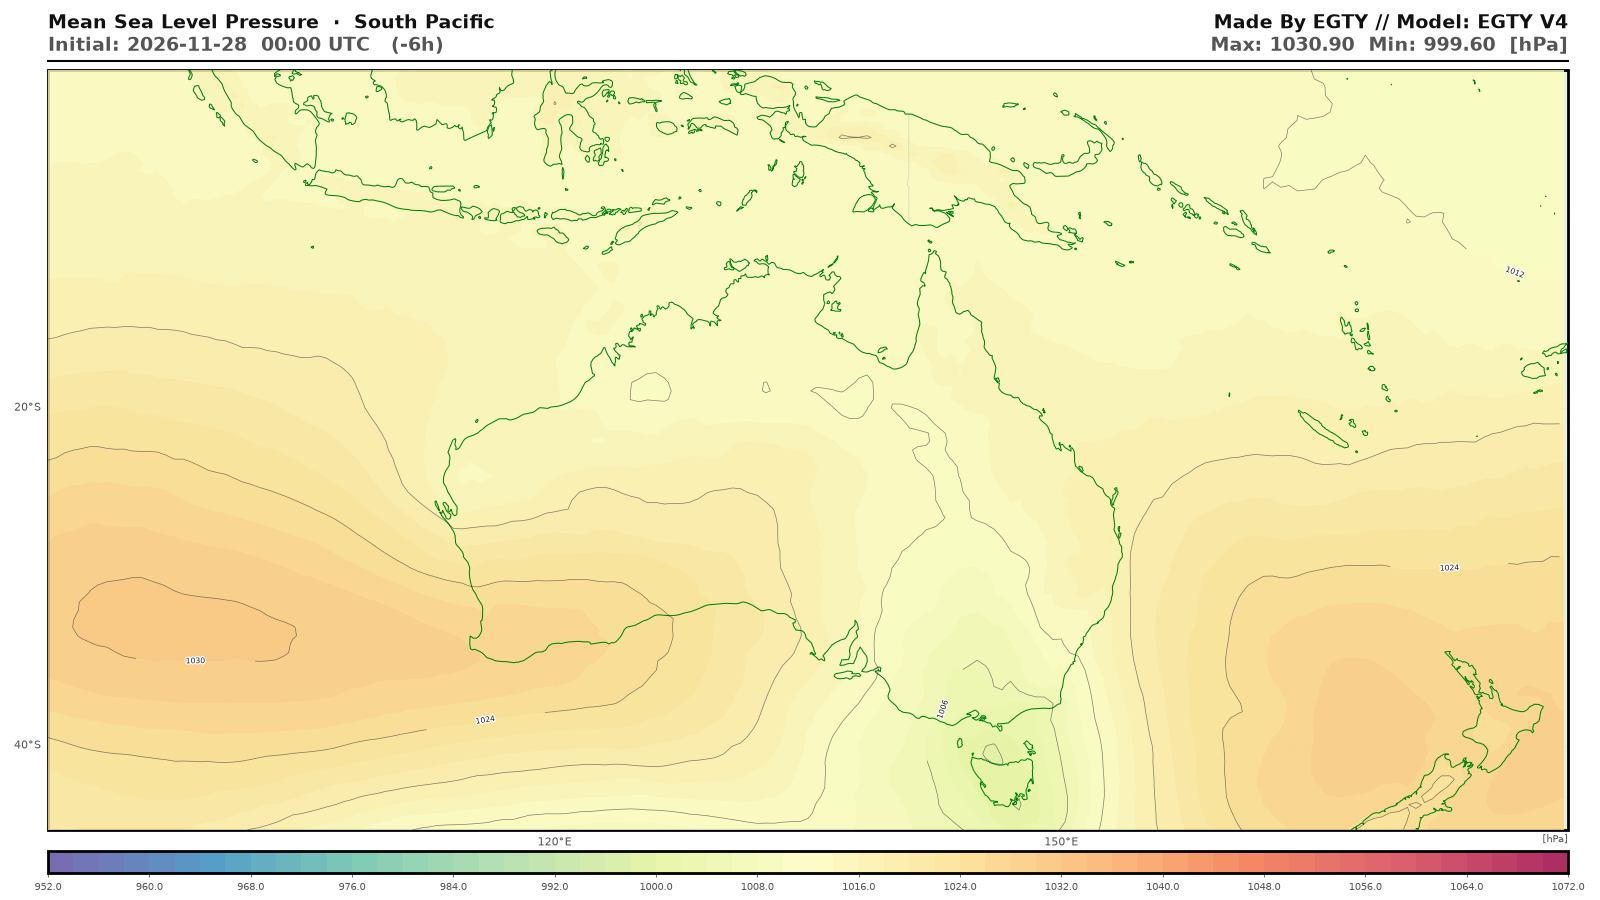 Mean Sea Level Pressure · South Pacific
Made By EGTY // Model: EGTY V4
Initial: 2026-11-28 00:00 UTC (-6h)
Max: 1030.90 Min: 999.60 [hPa]
1012
20°S
1024
1030
1006
1024
40°S
120°E
150°E
[hPa]
952.0 960.0 968.0 976.0 984.0 992.0 1000.0 1008.0 1016.0 1024.0 1032.0 1040.0 1048.0 1056.0 1064.0 1072.0